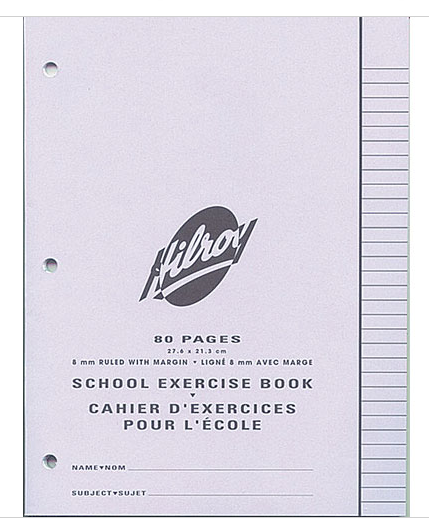 Hilroy
80 PAGES
27.6 x 21.3 cm
8 mm RULED WITH MARGIN • LIGNÉ 8 mm AVEC MARGE
SCHOOL EXERCISE BOOK
▼
CAHIER D'EXERCICES
POUR L'ÉCOLE
NAME▼NOM
SUBJECT▼SUJET